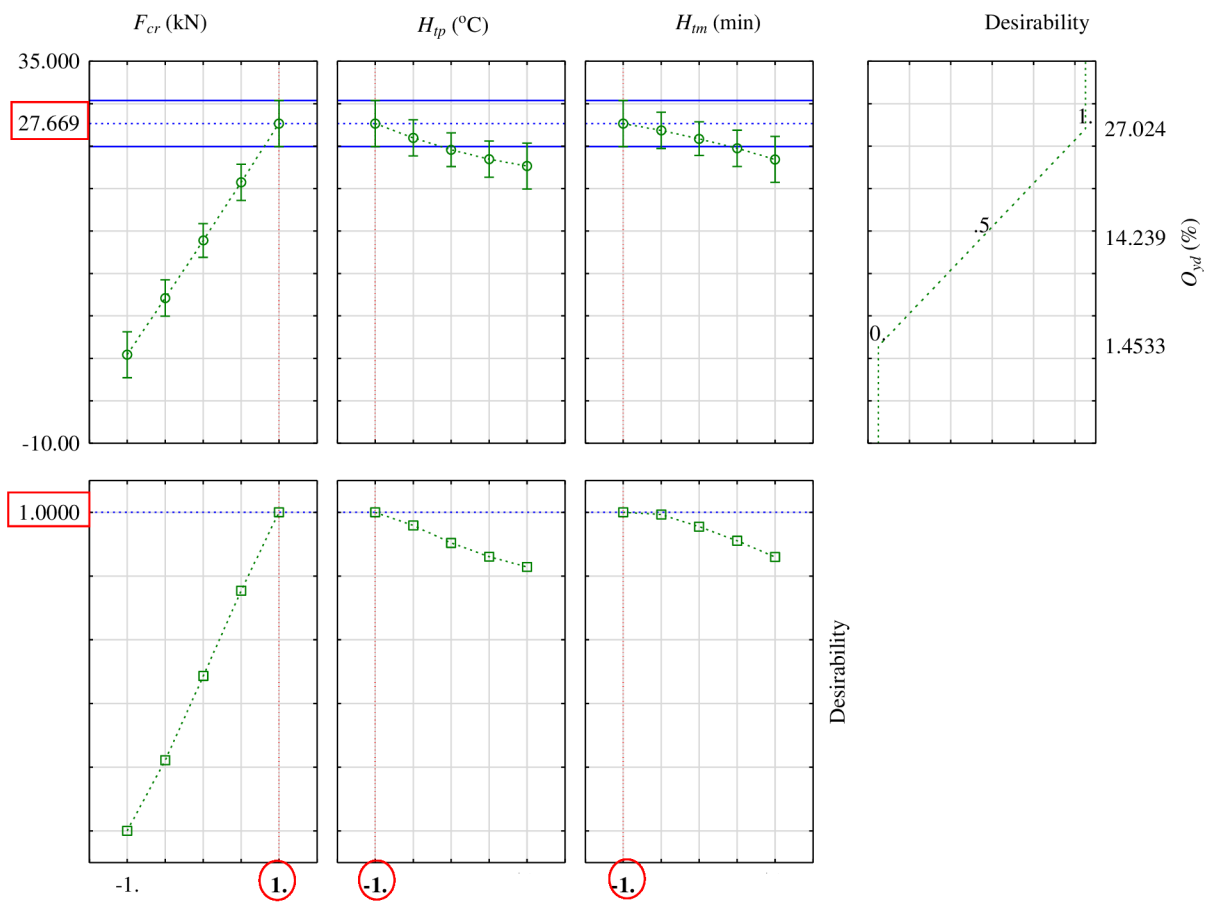 F_cr (kN)
H_tp (°C)
H_tm (min)
Desirability
35.000
27.669
-10.00
1.
27.024
.5
14.239
0.
1.4533
O_yd (%)
1.0000
Desirability
-1.
1.
-1.
-1.